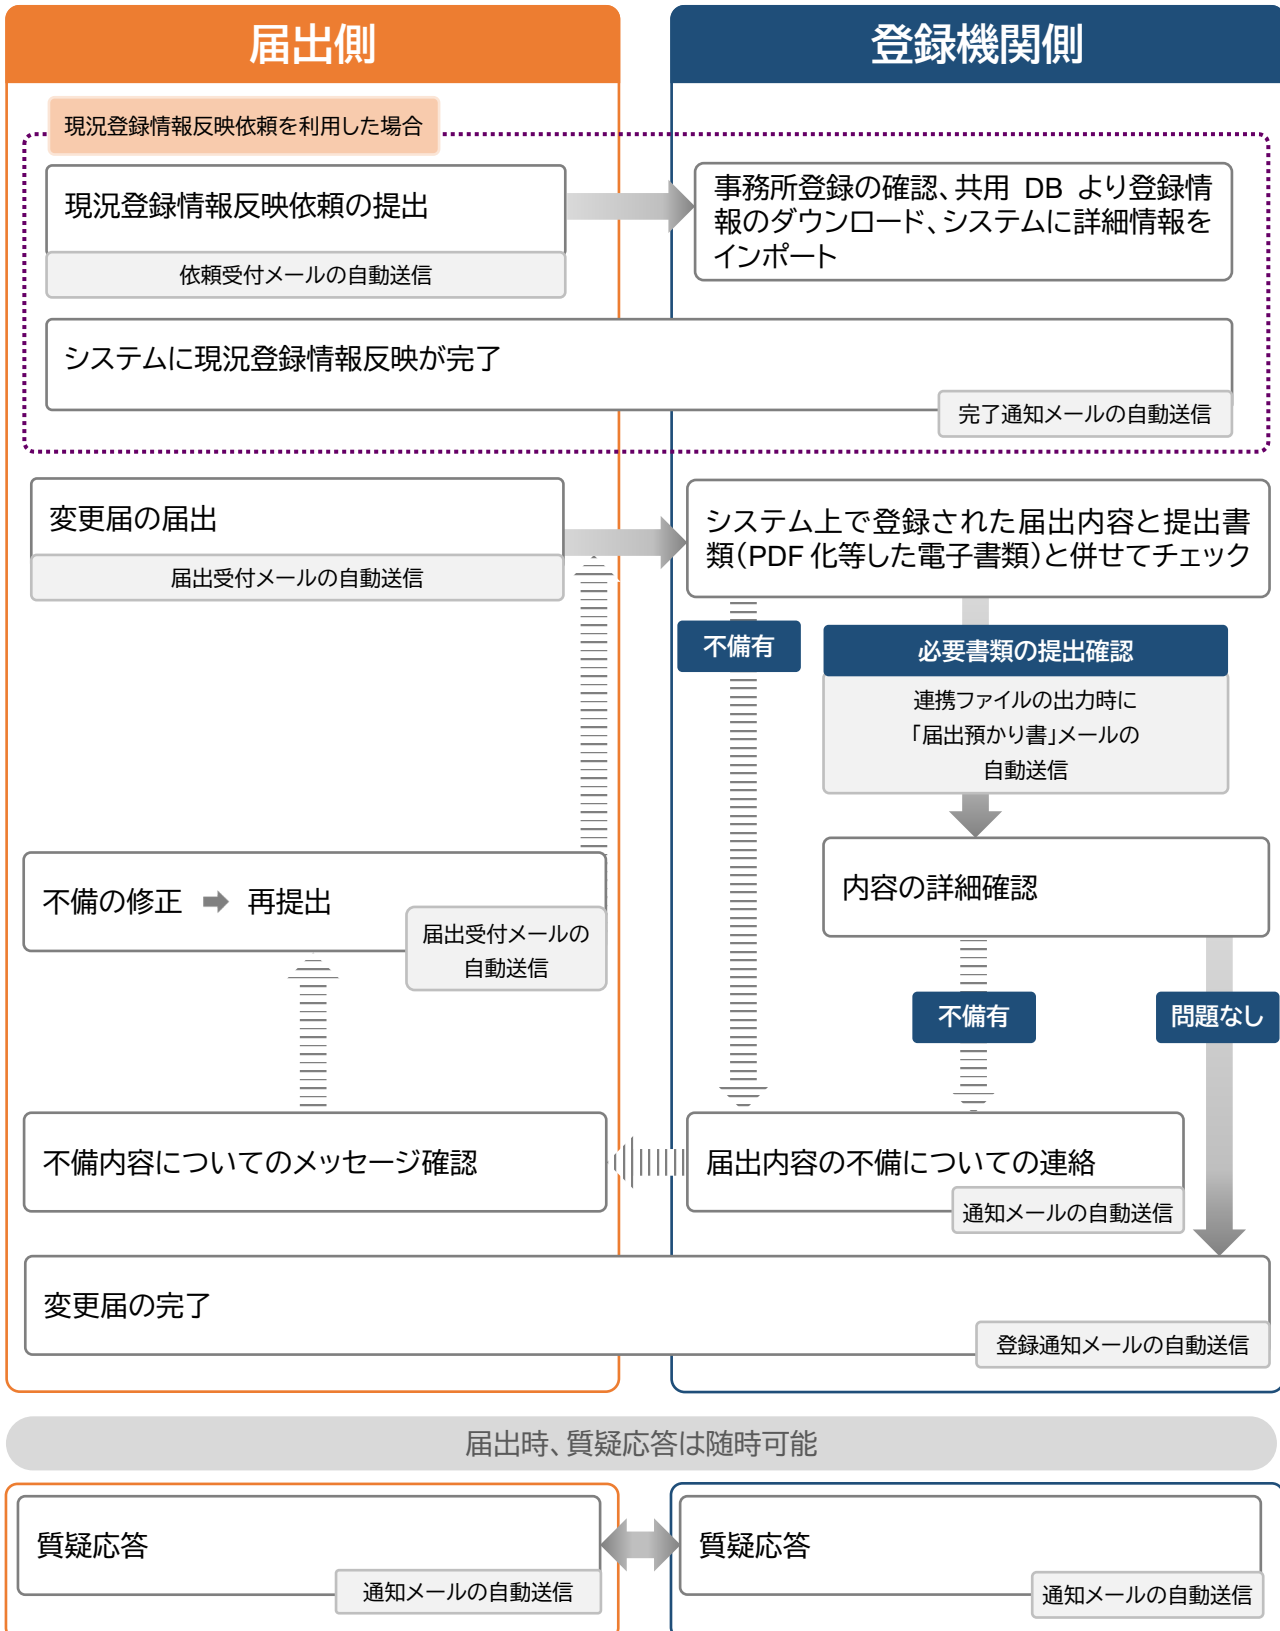 届出側
登録機関側
現況登録情報反映依頼を利用した場合
現況登録情報反映依頼の提出
依頼受付メールの自動送信
事務所登録の確認、共用 DB より登録情
報のダウンロード、システムに詳細情報を
インポート
システムに現況登録情報反映が完了
完了通知メールの自動送信
変更届の届出
届出受付メールの自動送信
システム上で登録された届出内容と提出書
類(PDF 化等した電子書類)と併せてチェック
不備有
必要書類の提出確認
連携ファイルの出力時に
「届出預かり書」メールの
自動送信
内容の詳細確認
不備の修正 ➡ 再提出
届出受付メールの
自動送信
不備有
問題なし
不備内容についてのメッセージ確認
届出内容の不備についての連絡
通知メールの自動送信
変更届の完了
登録通知メールの自動送信
届出時、質疑応答は随時可能
質疑応答
通知メールの自動送信
質疑応答
通知メールの自動送信